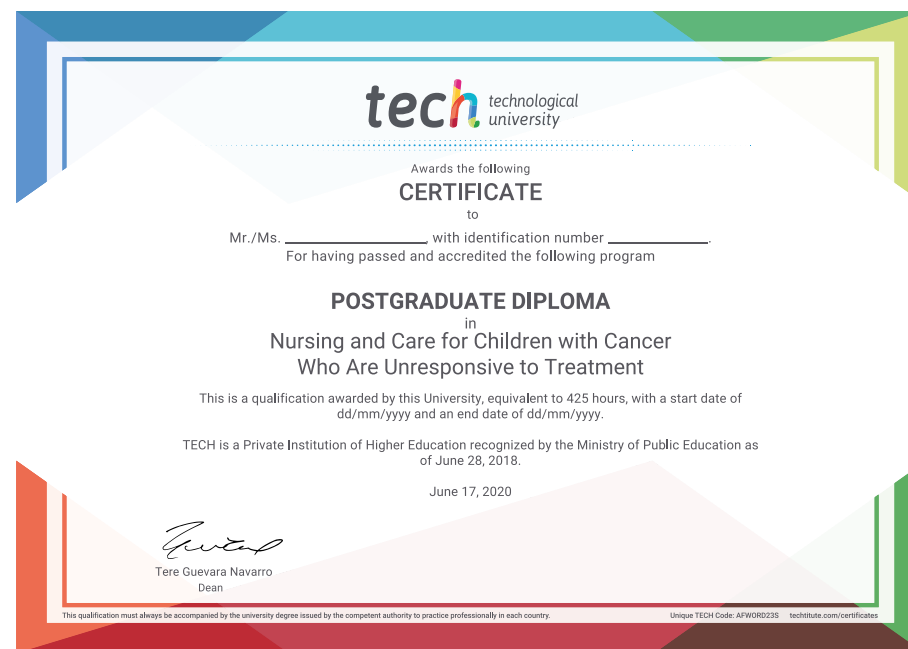 tech technological
university
Awards the following
CERTIFICATE
to
Mr./Ms. ____________________, with identification number ______________.
For having passed and accredited the following program
POSTGRADUATE DIPLOMA
in
Nursing and Care for Children with Cancer
Who Are Unresponsive to Treatment
This is a qualification awarded by this University, equivalent to 425 hours, with a start date of
dd/mm/yyyy and an end date of dd/mm/yyyy.
TECH is a Private Institution of Higher Education recognized by the Ministry of Public Education as
of June 28, 2018.
June 17, 2020
Tere Guevara Navarro
Dean
This qualification must always be accompanied by the university degree issued by the competent authority to practice professionally in each country. Unique TECH Code: AFWORD23S techtitute.com/certificates